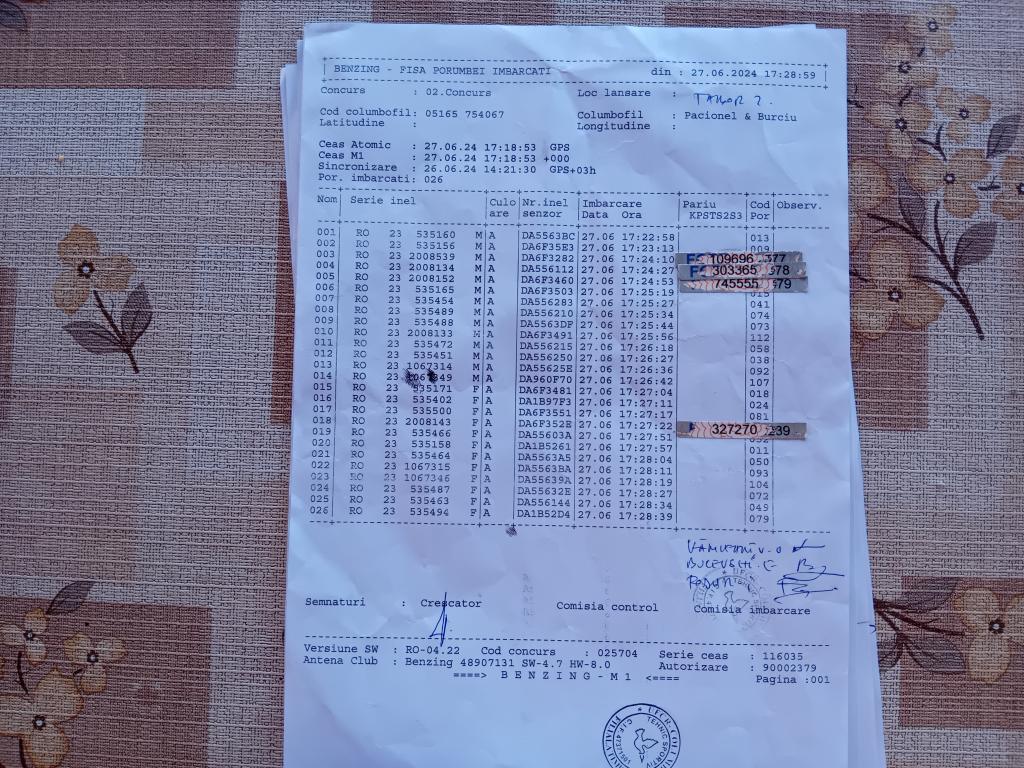 BENZING - FISA PORUMBEI IMBARCATI din : 27.06.2024 17:28:59
Concurs : 02.Concurs Loc lansare : TABOR 2.
Cod columbofil: 05165 754067 Columbofil : Pacionel & Burciu
Latitudine : Longitudine :
Ceas Atomic : 27.06.24 17:18:53 GPS
Ceas M1 : 27.06.24 17:18:53 +000
Sincronizare : 26.06.24 14:21:30 GPS+03h
Por. imbarcati: 026
Nom Serie inel Culo Nr.inel Imbarcare Pariu Cod Observ.
are senzor Data Ora KPSTS2S3 Por
001 RO 23 535160 M A DA5563BC 27.06 17:22:58 013
002 RO 23 535156 M A DA6F35E3 27.06 17:23:13 009
003 RO 23 2008539 M A DA6F3282 27.06 17:24:10 109696
004 RO 23 2008134 M A DA556112 27.06 17:24:27 303365
005 RO 23 2008152 M A DA6F3460 27.06 17:24:53 745555
006 RO 23 535165 M A DA6F3503 27.06 17:25:19 015
007 RO 23 535454 M A DA556283 27.06 17:25:27 041
008 RO 23 535489 M A DA556210 27.06 17:25:34 074
009 RO 23 535488 M A DA5563DF 27.06 17:25:44 073
010 RO 23 2008133 M A DA6F3491 27.06 17:25:56 112
011 RO 23 535472 M A DA556215 27.06 17:26:18 058
012 RO 23 535451 M A DA556250 27.06 17:26:27 038
013 RO 23 1067314 M A DA55625E 27.06 17:26:36 092
014 RO 23 M A DA960F70 27.06 17:26:42 107
015 RO 23 535171 F A DA6F3481 27.06 17:27:04 018
016 RO 23 535402 F A DA1B97F3 27.06 17:27:11 024
017 RO 23 535500 F A DA6F3551 27.06 17:27:17 081
018 RO 23 2008143 F A DA6F352E 27.06 17:27:22 327270 239
019 RO 23 535466 F A DA55603A 27.06 17:27:51
020 RO 23 535158 F A DA1B5261 27.06 17:27:57 011
021 RO 23 535464 F A DA5563A5 27.06 17:28:04 050
022 RO 23 1067315 F A DA5563BA 27.06 17:28:11 093
023 RO 23 1067346 F A DA55639A 27.06 17:28:19 104
024 RO 23 535487 F A DA55632E 27.06 17:28:27 072
025 RO 23 535463 F A DA556144 27.06 17:28:34 049
026 RO 23 535494 F A DA1B52D4 27.06 17:28:39 079
Semnaturi : Crescator Comisia control Comisia imbarcare
Versiune SW : RO-04.22 Cod concurs : 025704 Serie ceas : 116035
Antena Club : Benzing 48907131 SW-4.7 HW-8.0 Autorizare : 90002379
====> B E N Z I N G - M 1 <==== Pagina :001
TEHNIC SPORTIV